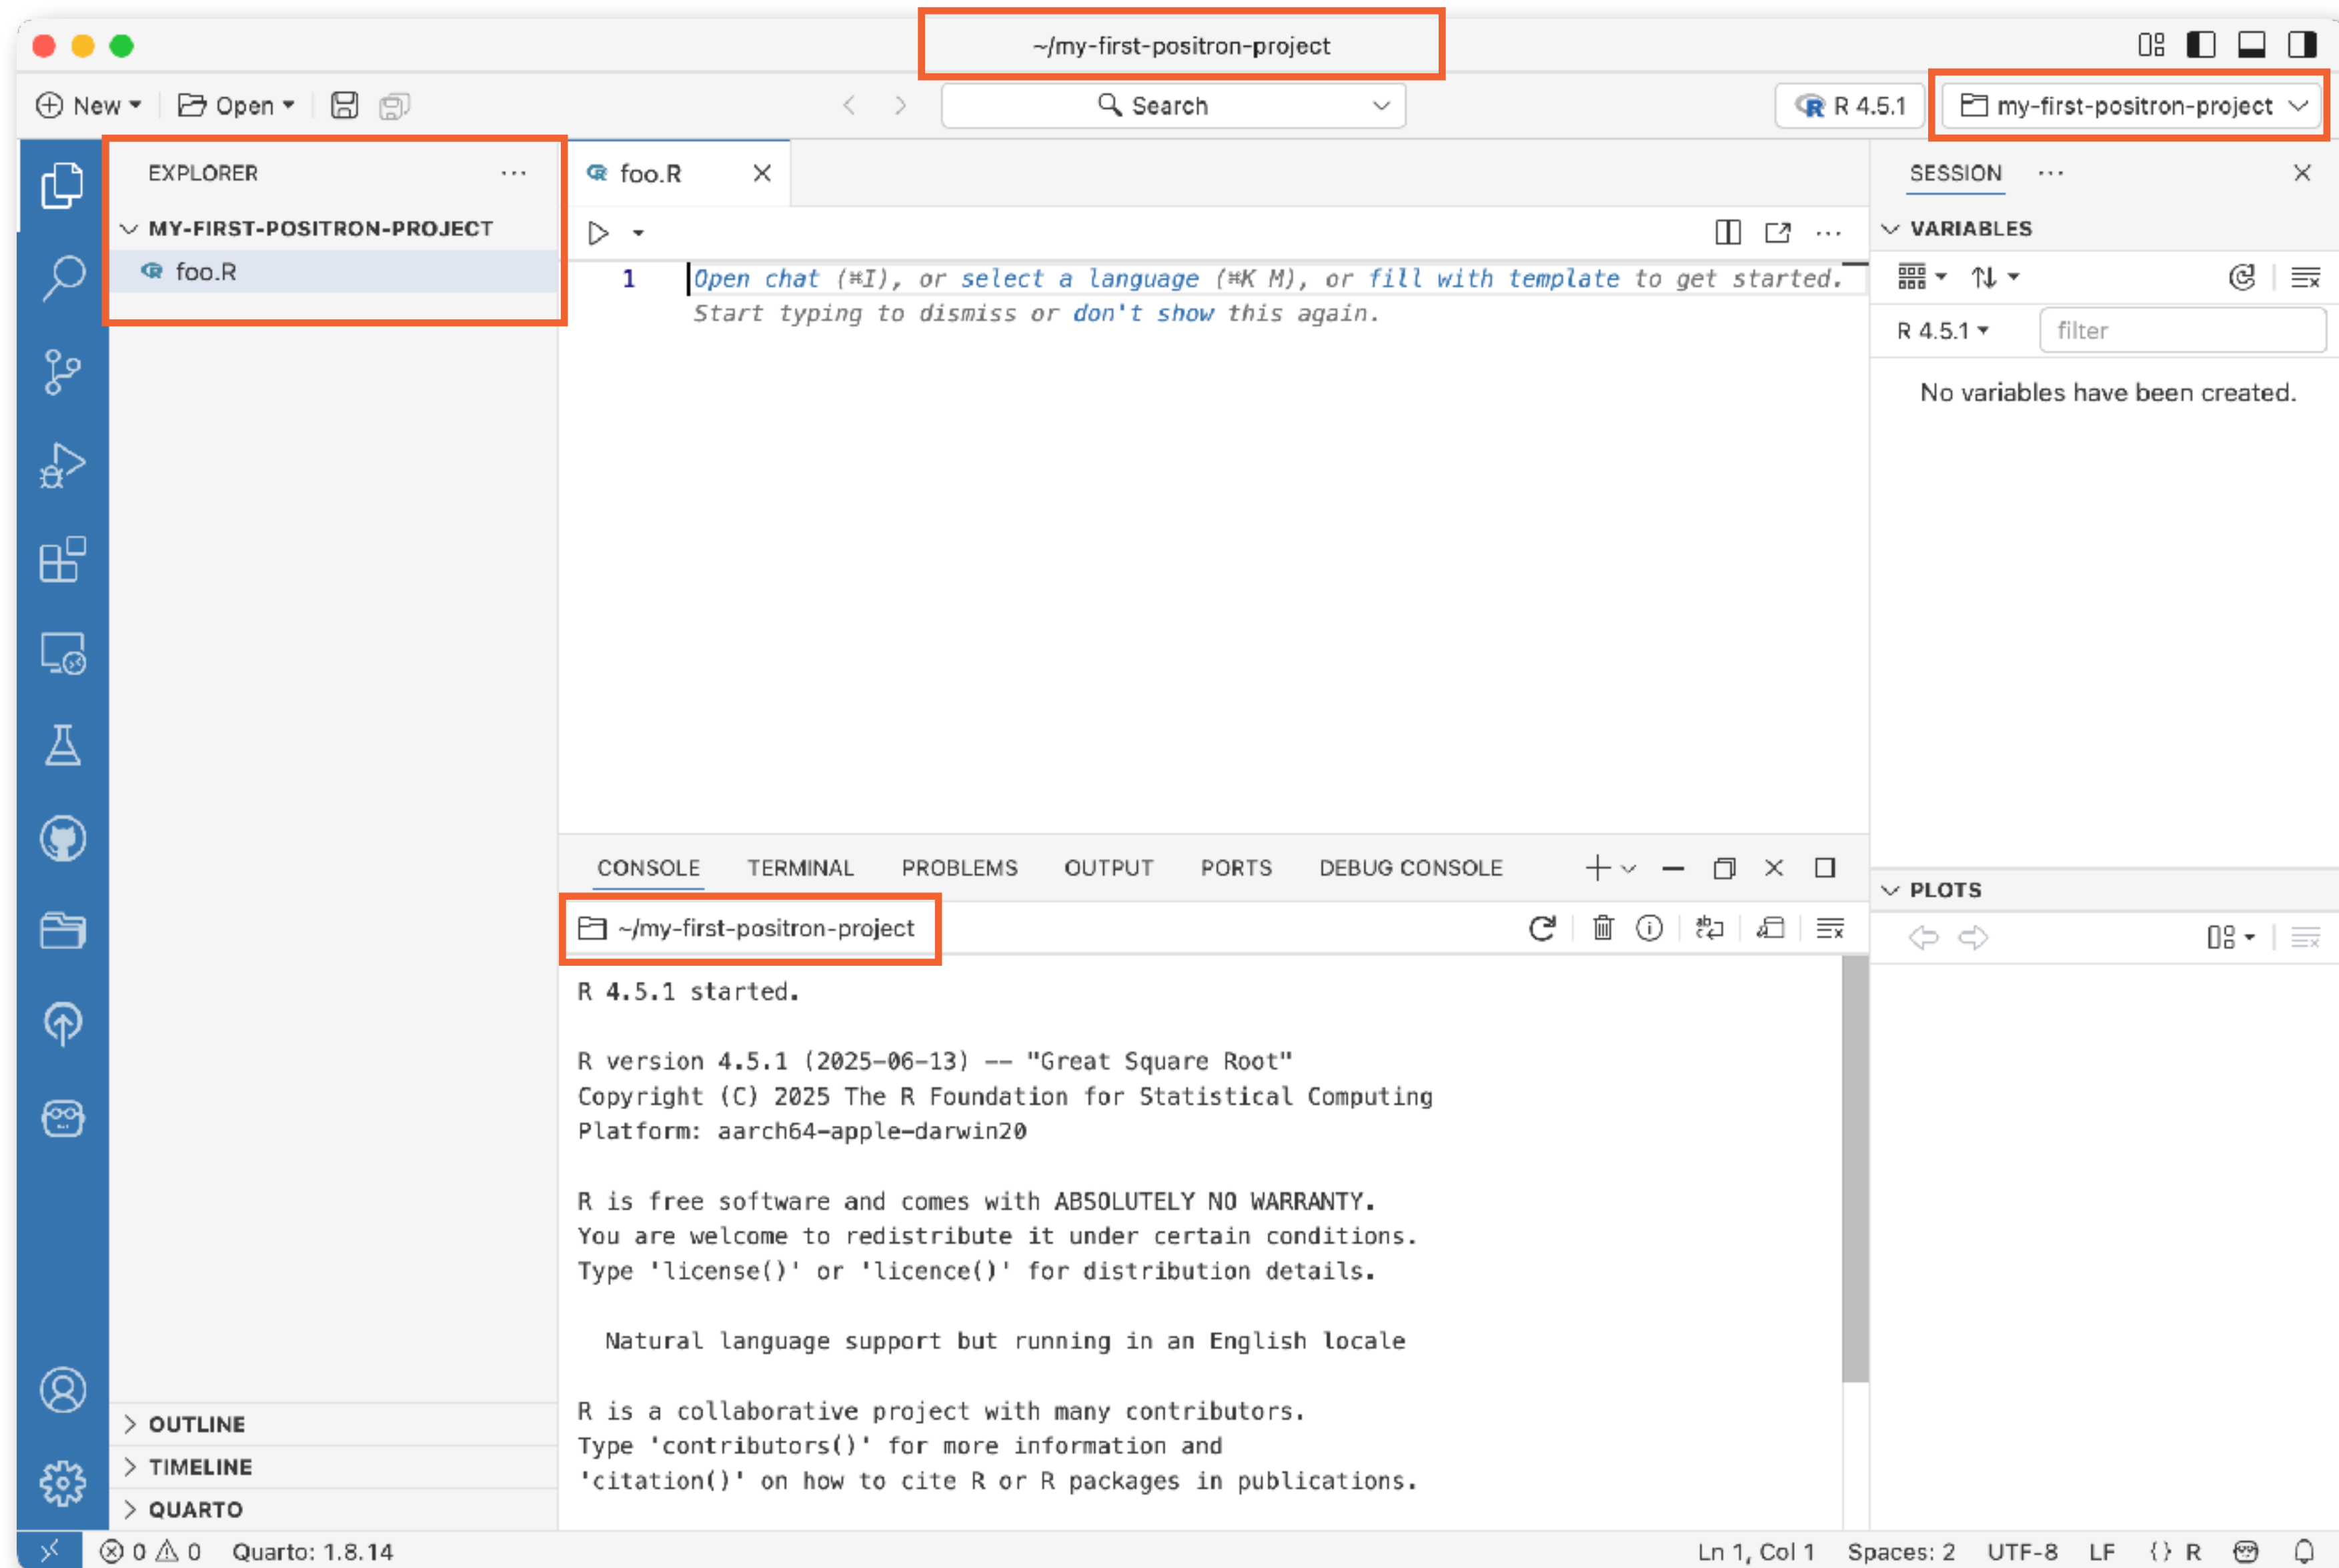 ~/my-first-positron-project
New
Open
Search
R 4.5.1
my-first-positron-project
EXPLORER
MY-FIRST-POSITRON-PROJECT
foo.R
foo.R
1 Open chat (⌘I), or select a language (⌘K M), or fill with template to get started.
Start typing to dismiss or don't show this again.
SESSION
VARIABLES
R 4.5.1
filter
No variables have been created.
CONSOLE TERMINAL PROBLEMS OUTPUT PORTS DEBUG CONSOLE
~/my-first-positron-project
R 4.5.1 started.
R version 4.5.1 (2025-06-13) -- "Great Square Root"
Copyright (C) 2025 The R Foundation for Statistical Computing
Platform: aarch64-apple-darwin20
R is free software and comes with ABSOLUTELY NO WARRANTY.
You are welcome to redistribute it under certain conditions.
Type 'license()' or 'licence()' for distribution details.
Natural language support but running in an English locale
R is a collaborative project with many contributors.
Type 'contributors()' for more information and
'citation()' on how to cite R or R packages in publications.
PLOTS
OUTLINE
TIMELINE
QUARTO
0 0 Quarto: 1.8.14
Ln 1, Col 1 Spaces: 2 UTF-8 LF {} R